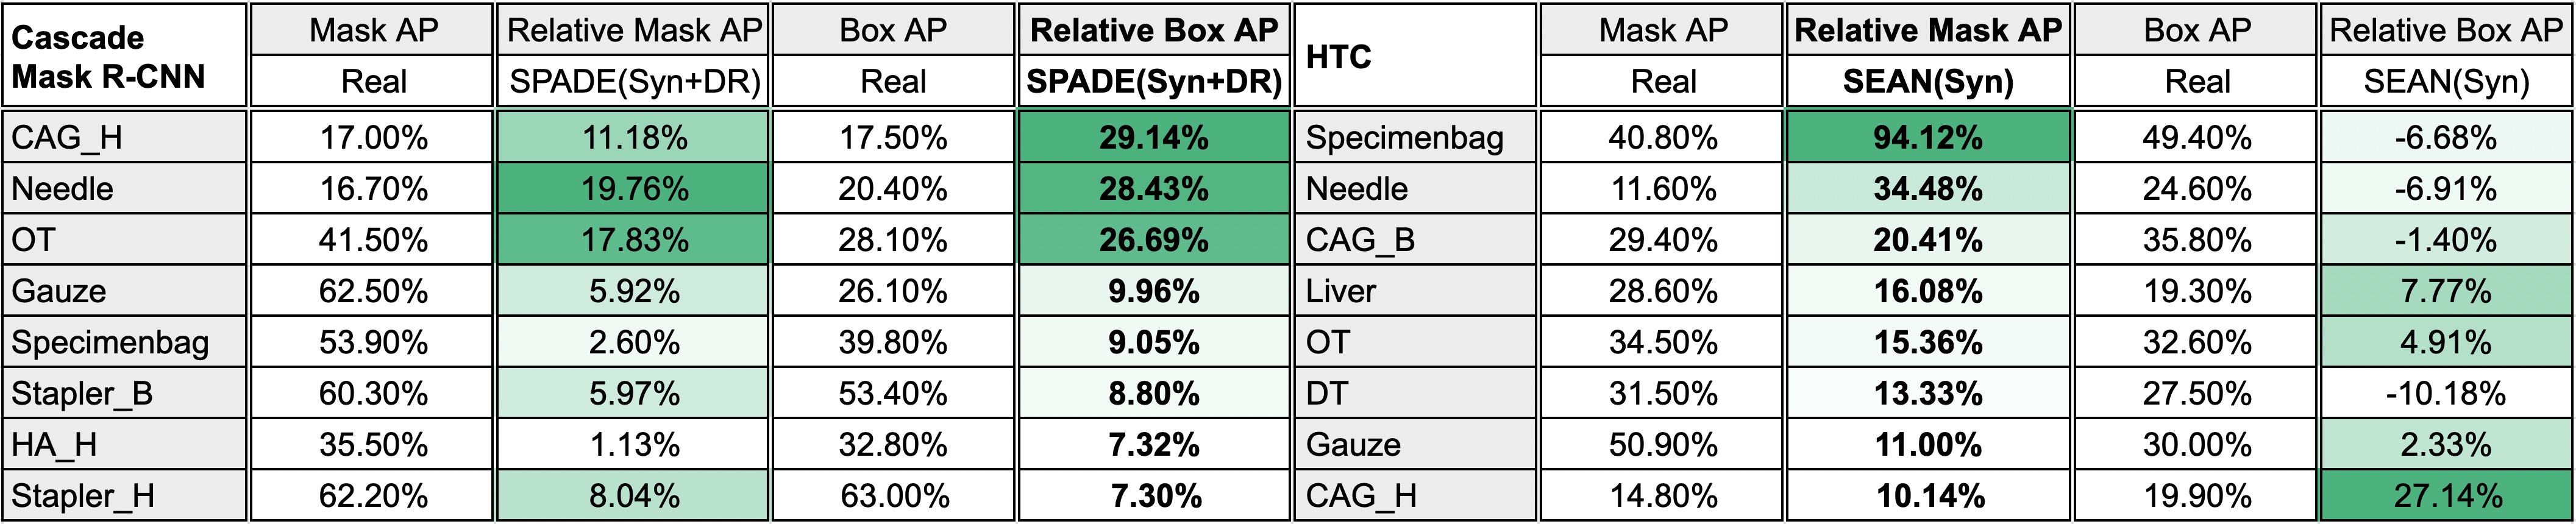 Cascade Mask R-CNN Mask AP Relative Mask AP Box AP Relative Box AP HTC Mask AP Relative Mask AP Box AP Relative Box AP
Real SPADE(Syn+DR) Real SPADE(Syn+DR) Real SEAN(Syn) Real SEAN(Syn)
CAG_H 17.00% 11.18% 17.50% 29.14% Specimenbag 40.80% 94.12% 49.40% -6.68%
Needle 16.70% 19.76% 20.40% 28.43% Needle 11.60% 34.48% 24.60% -6.91%
OT 41.50% 17.83% 28.10% 26.69% CAG_B 29.40% 20.41% 35.80% -1.40%
Gauze 62.50% 5.92% 26.10% 9.96% Liver 28.60% 16.08% 19.30% 7.77%
Specimenbag 53.90% 2.60% 39.80% 9.05% OT 34.50% 15.36% 32.60% 4.91%
Stapler_B 60.30% 5.97% 53.40% 8.80% DT 31.50% 13.33% 27.50% -10.18%
HA_H 35.50% 1.13% 32.80% 7.32% Gauze 50.90% 11.00% 30.00% 2.33%
Stapler_H 62.20% 8.04% 63.00% 7.30% CAG_H 14.80% 10.14% 19.90% 27.14%